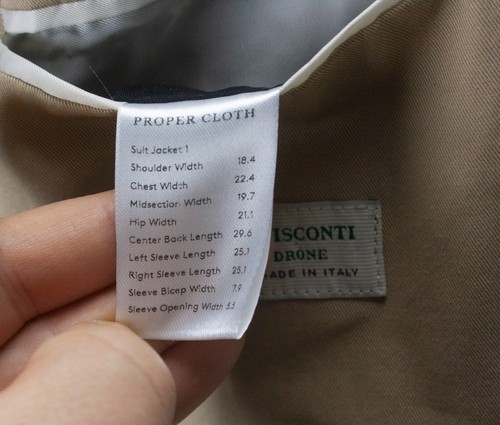 PROPER CLOTH
Suit Jacket 1
Shoulder Width 18.4
Chest Width 22.4
Midsection Width 19.7
Hip Width 21.1
Center Back Length 29.6
Left Sleeve Length 25.1
Right Sleeve Length 25.1
Sleeve Bicep Width 7.9
Sleeve Opening Width 5.5
ISCONTI
DRONE
MADE IN ITALY